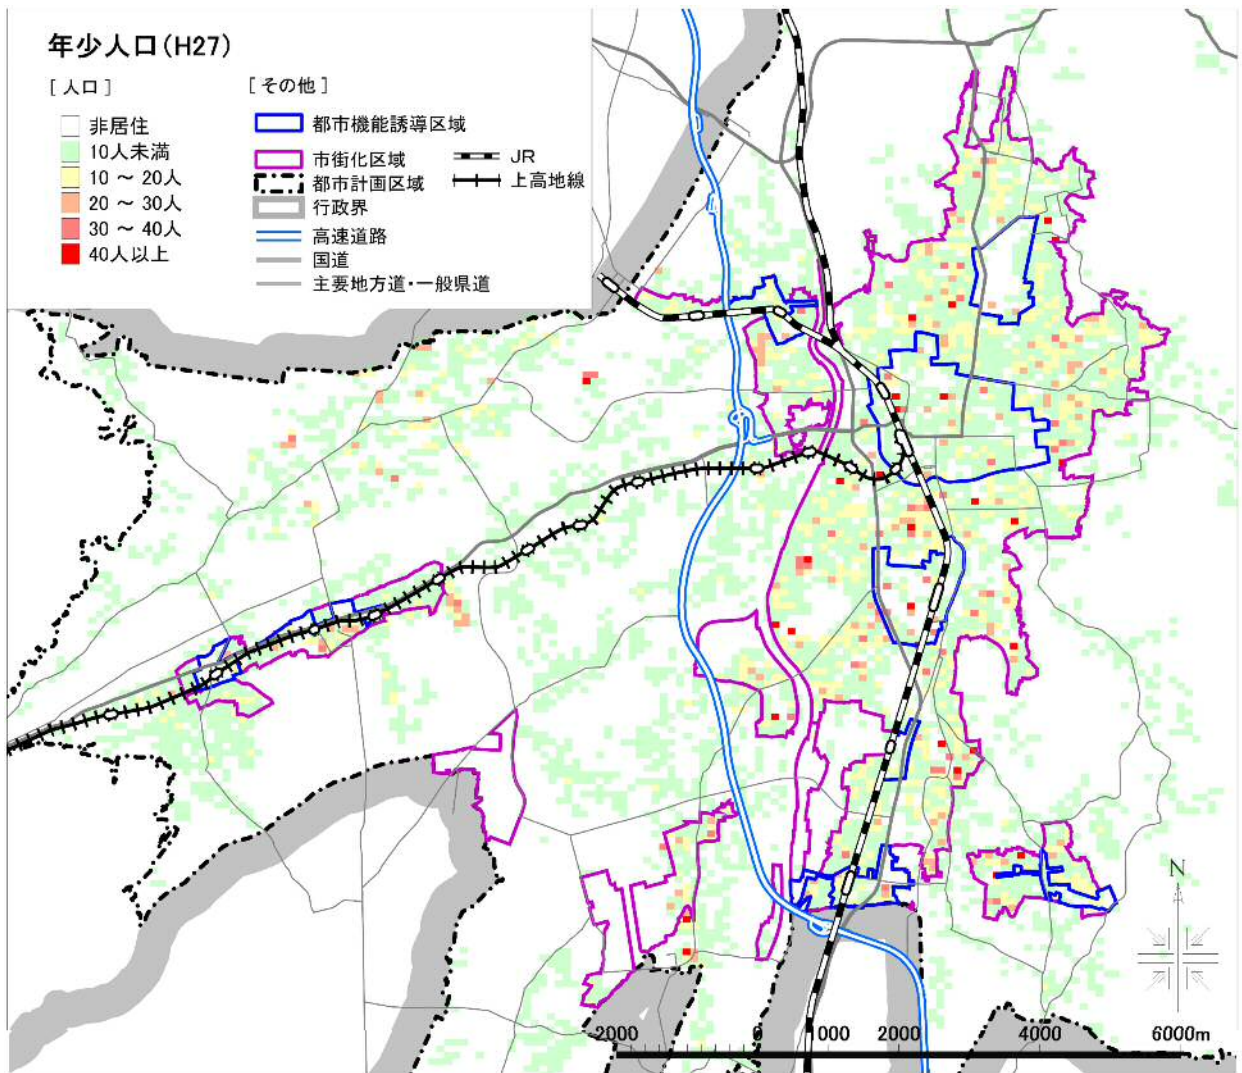 年少人口(H27)
[ 人口 ]
[ その他 ]
非居住
10人未満
10 ～ 20人
20 ～ 30人
30 ～ 40人
40人以上
都市機能誘導区域
市街化区域
都市計画区域
行政界
高速道路
国道
主要地方道・一般県道
JR
上高地線
N
-2000 0 1000 2000 4000 6000m